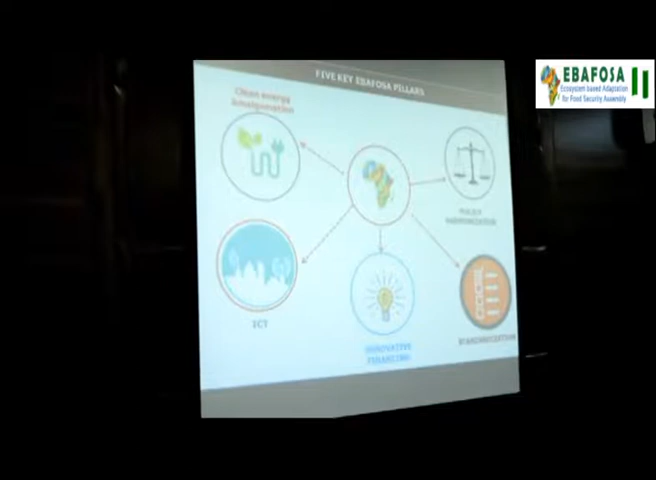 FIVE KEY EBAFOSA PILLARS
EBAFOSA
Ecosystem based Adaptation
for Food Security Assembly
Clean energy
POLICY
HARMONIZATION
ICT
INNOVATIVE
FINANCING
STANDARDIZATION